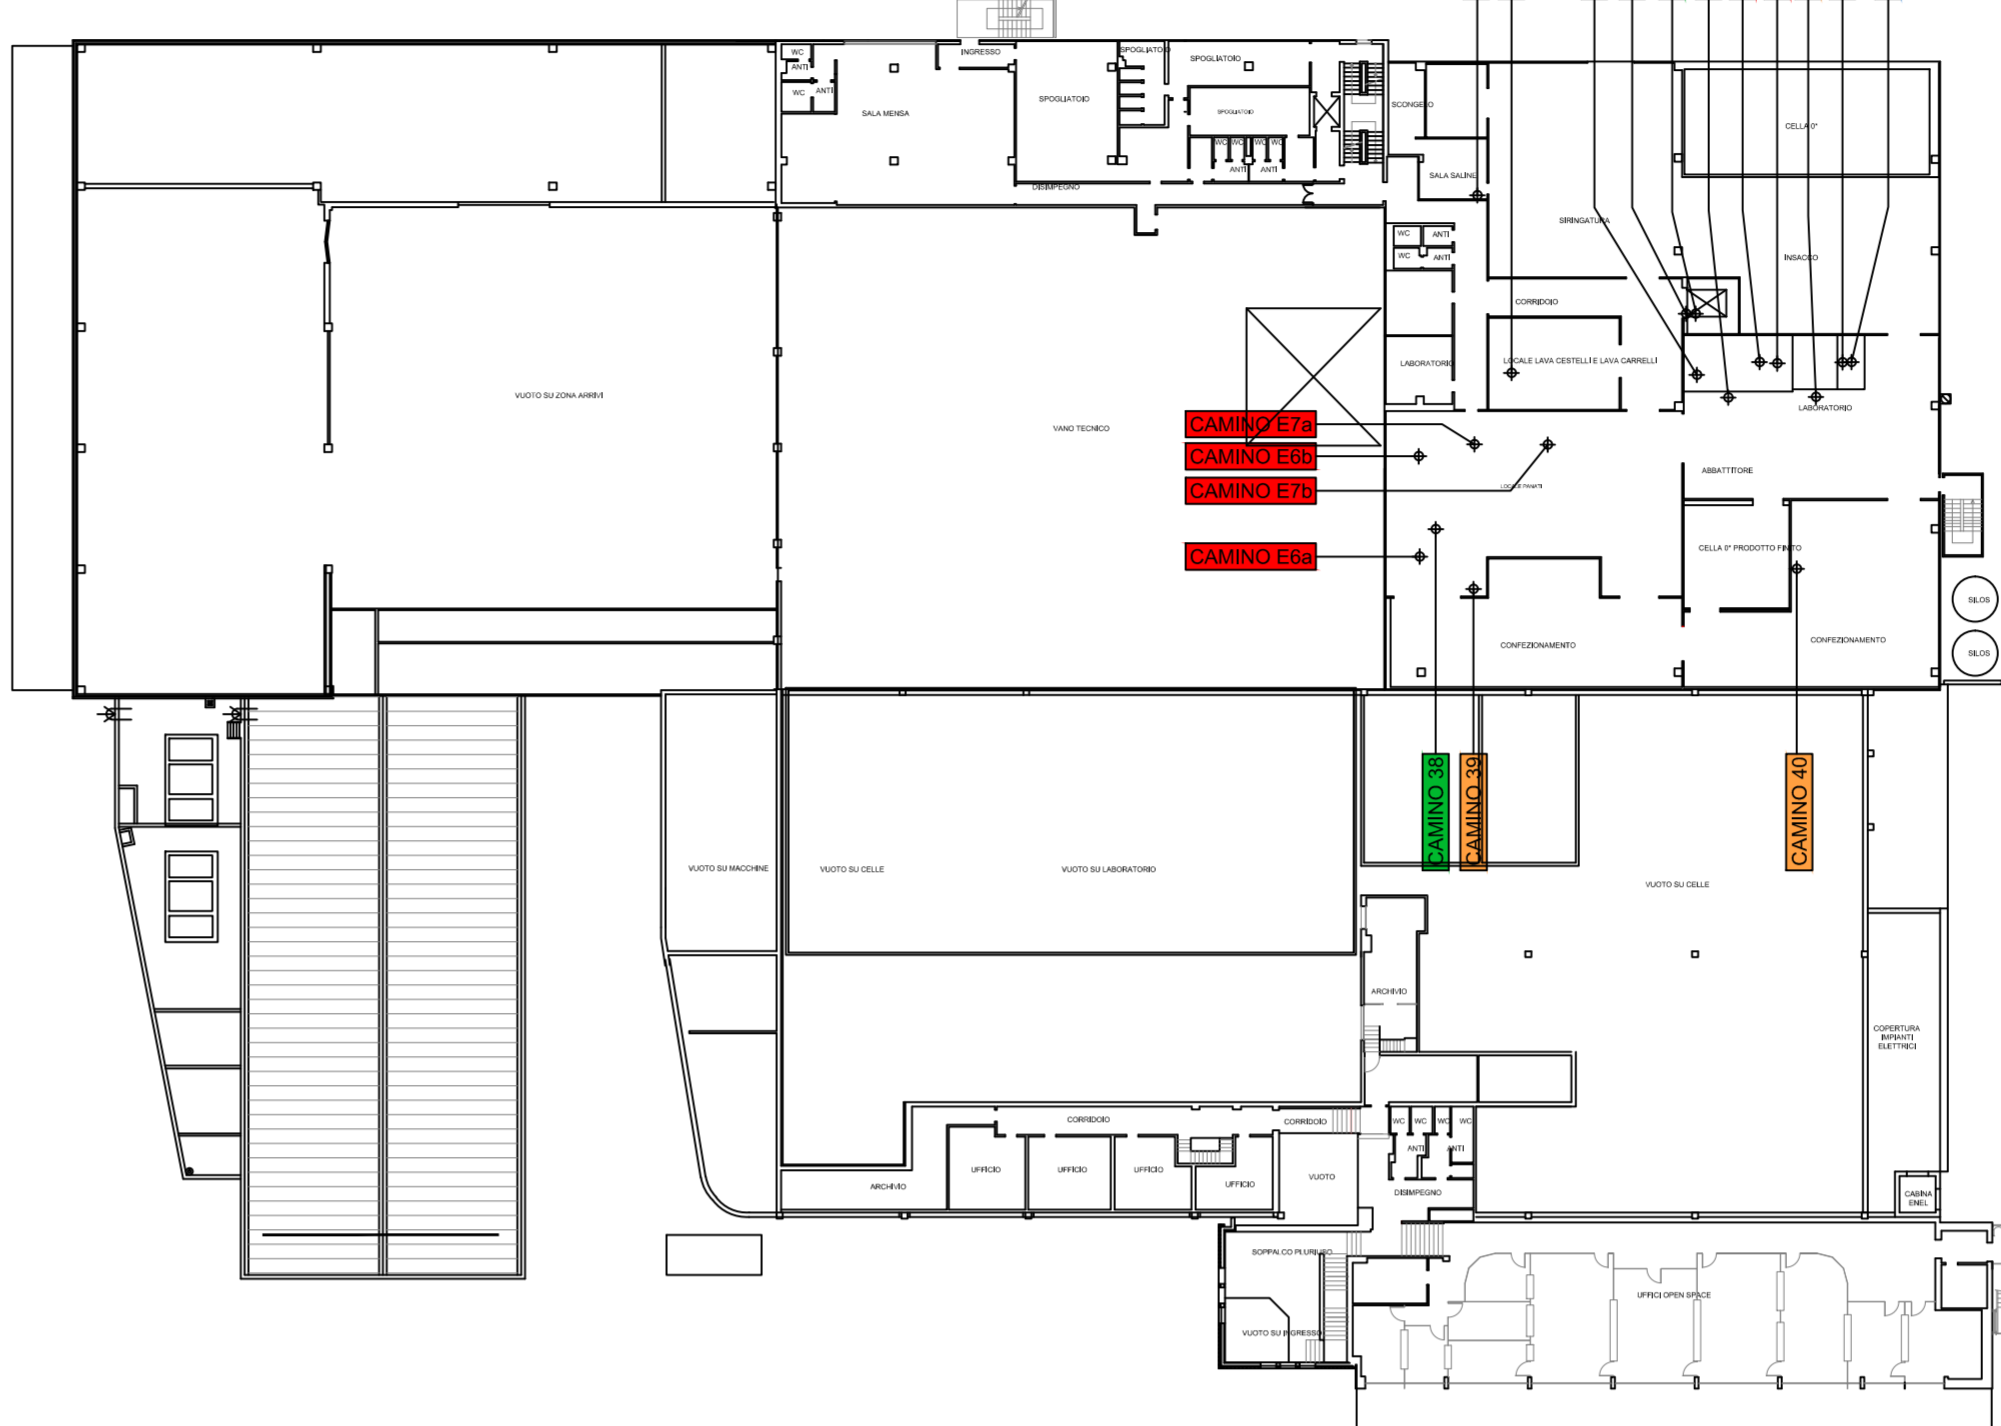 WC
ANTI
WC
ANTI
SALA MENSA
INGRESSO
SPOGLIATOIO
SPOGLIATOIO
SPOGLIATOIO
SPOGLIATOIO
WC
WC
WC
WC
ANTI
ANTI
DISIMPEGNO
SCONGELO
SALA SALINE
SIRINGATURA
CELLA 0°
INSACCO
WC
ANTI
WC
ANTI
CORRIDOIO
LABORATORIO
LOCALE LAVA CESTELLI E LAVA CARRELLI
LABORATORIO
VUOTO SU ZONA ARRIVI
VANO TECNICO
CAMINO E7a
CAMINO E6b
CAMINO E7b
CAMINO E6a
LOCALE PANATI
ABBATTITORE
CELLA 0° PRODOTTO FINITO
CONFEZIONAMENTO
CONFEZIONAMENTO
SILOS
SILOS
CAMINO 38
CAMINO 39
CAMINO 40
VUOTO SU MACCHINE
VUOTO SU CELLE
VUOTO SU LABORATORIO
VUOTO SU CELLE
ARCHIVIO
COPERTURA
IMPIANTI
ELETTRICI
CORRIDOIO
CORRIDOIO
WC
WC
WC
WC
ANTI
ANTI
UFFICIO
UFFICIO
UFFICIO
UFFICIO
ARCHIVIO
VUOTO
DISIMPEGNO
CABINA
ENEL
SOPPALCO PLURIUSO
VUOTO SU INGRESSO
UFFICI OPEN SPACE